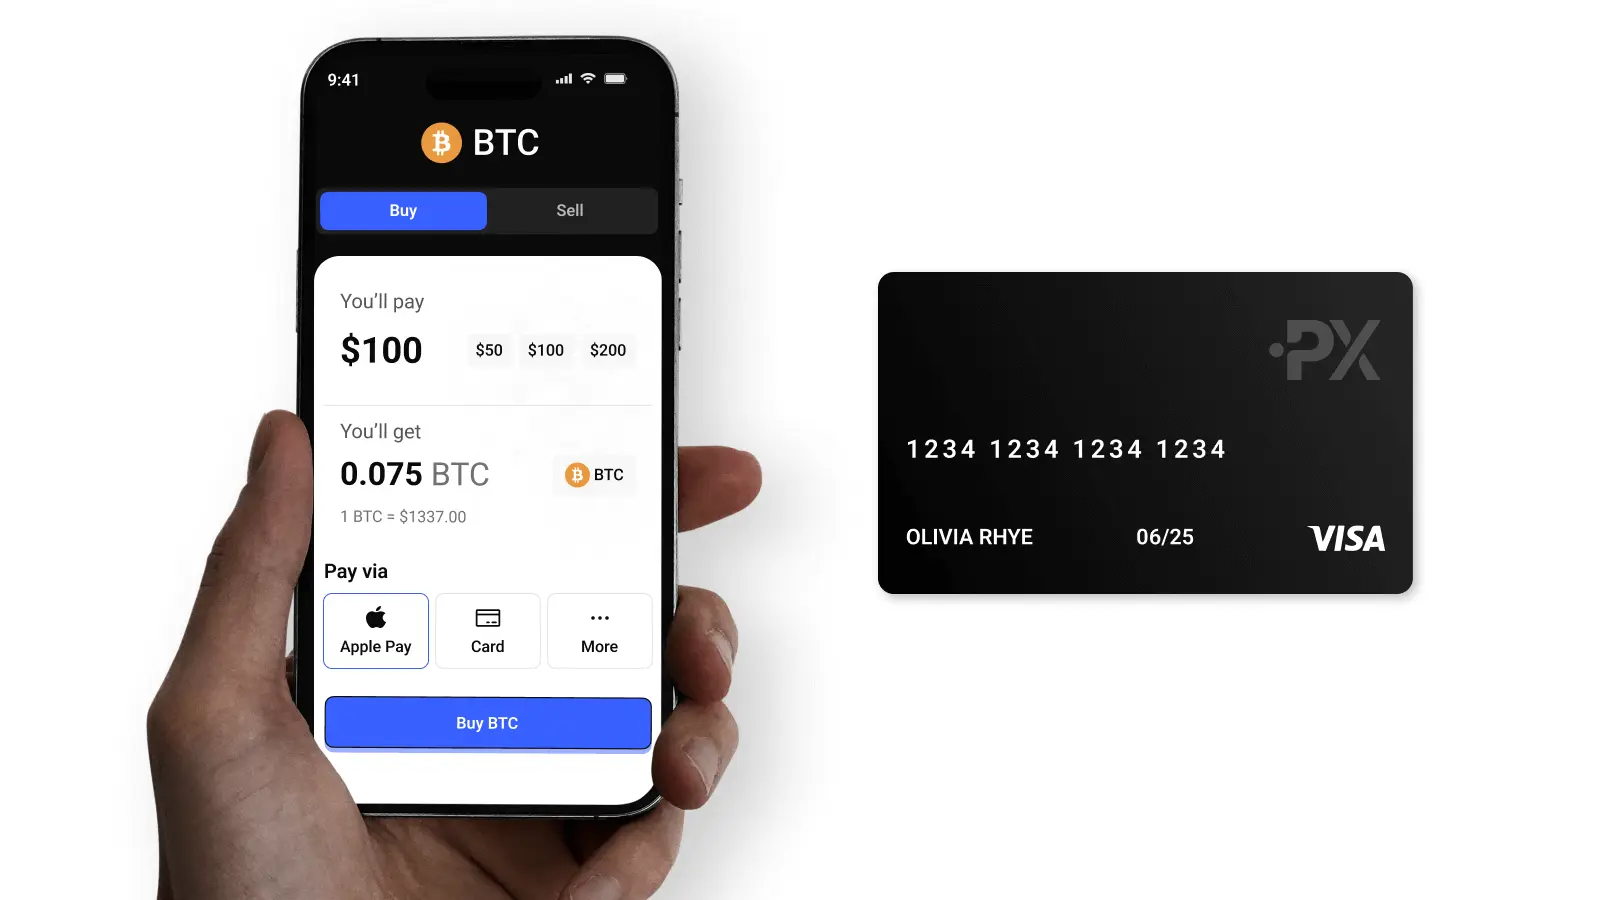 9:41
BTC
Buy Sell
You’ll pay
$100 $50 $100 $200
You’ll get
0.075 BTC BTC
1 BTC = $1337.00
Pay via
Apple Pay Card More
Buy BTC
PX
1234 1234 1234 1234
OLIVIA RHYE 06/25 VISA